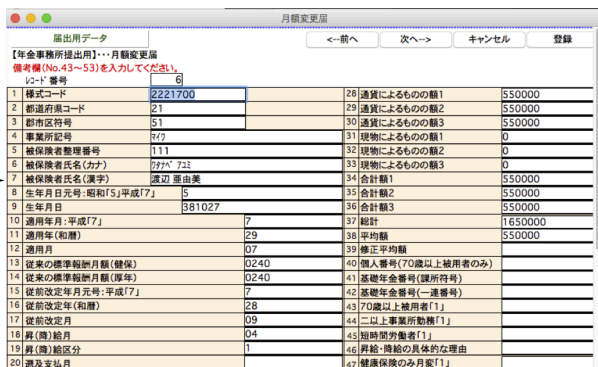 月額変更届
届出用データ
<--前へ 次へ--> キャンセル 登録
【年金事務所提出用】・・・月額変更届
備考欄(No.43〜53)を入力してください。
ﾚｺｰﾄﾞ番号 6
1 様式コード 2221700
2 都道府県コード 21
3 郡市区符号 51
4 事業所記号 ﾏｲﾜ
5 被保険者整理番号 111
6 被保険者氏名(カナ) ﾜﾀﾅﾍﾞ ｱﾕﾐ
7 被保険者氏名(漢字) 渡辺 亜由美
8 生年月日元号:昭和「5」平成「7」 5
9 生年月日 381027
10 適用年月:平成「7」 7
11 適用年(和暦) 29
12 適用月 07
13 従来の標準報酬月額(健保) 0240
14 従来の標準報酬月額(厚年) 0240
15 従前改定年月元号:平成「7」 7
16 従前改定年(和暦) 28
17 従前改定月 09
18 昇(降)給月 04
19 昇(降)給区分 1
20 遡及支払月
28 通貨によるものの額1 550000
29 通貨によるものの額2 550000
30 通貨によるものの額3 550000
31 現物によるものの額1 0
32 現物によるものの額2 0
33 現物によるものの額3 0
34 合計額1 550000
35 合計額2 550000
36 合計額3 550000
37 総計 1650000
38 平均額 550000
39 修正平均額
40 個人番号(70歳以上被用者のみ)
41 基礎年金番号(課所符号)
42 基礎年金番号(一連番号)
43 70歳以上被用者「1」
44 二以上事業所勤務「1」
45 短時間労働者「1」
46 昇給・降給の具体的な理由
47 健康保険のみ月変「1」